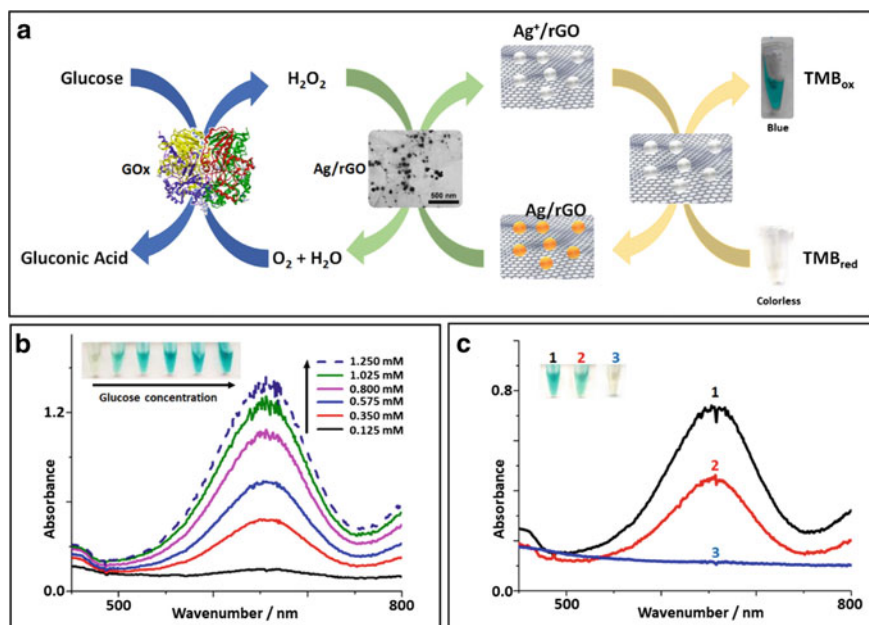 a
Ag⁺/rGO
Glucose
H₂O₂
TMBox
Blue
GOx
Ag/rGO
500 nm
Ag/rGO
Gluconic Acid
O₂ + H₂O
TMBred
Colorless
b
Glucose concentration
1.250 mM
1.025 mM
0.800 mM
0.575 mM
0.350 mM
0.125 mM
1.2
0.0
Absorbance
500
800
Wavenumber / nm
c
1 2 3
0.8
1
2
3
0.0
Absorbance
500
800
Wavenumber / nm